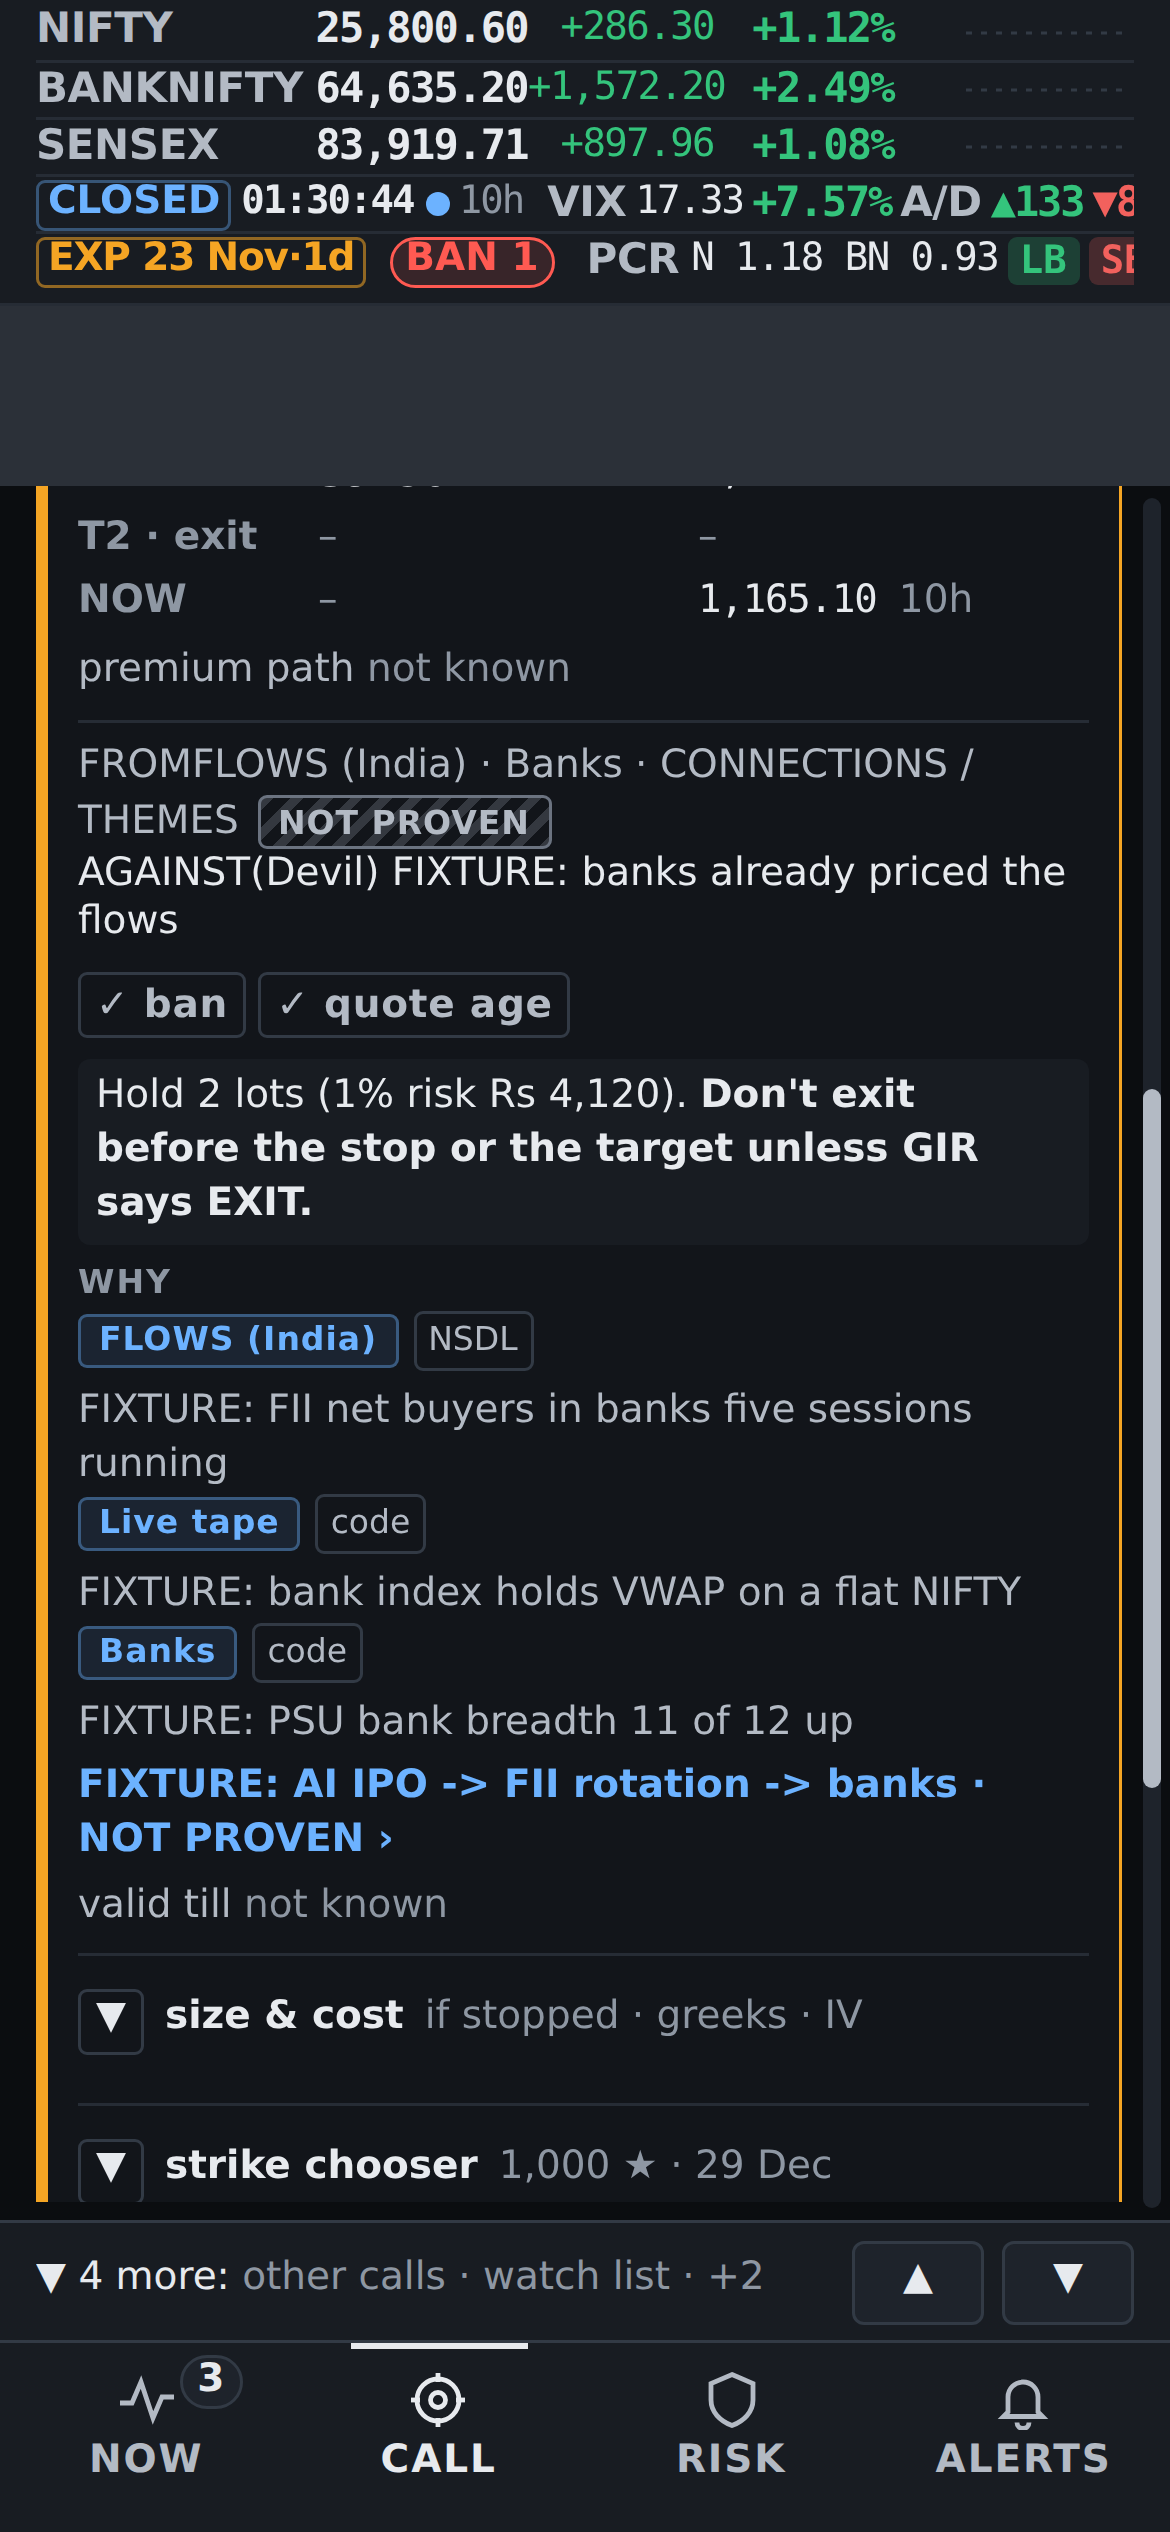 NIFTY 25,800.60 +286.30 +1.12%
BANKNIFTY 64,635.20 +1,572.20 +2.49%
SENSEX 83,919.71 +897.96 +1.08%
CLOSED 01:30:44 ● 10h VIX 17.33 +7.57% A/D ▲133 ▼8
EXP 23 Nov·1d BAN 1 PCR N 1.18 BN 0.93 LB
T2 · exit – –
NOW – 1,165.10 10h
premium path not known
FROMFLOWS (India) · Banks · CONNECTIONS /
THEMES NOT PROVEN
AGAINST(Devil) FIXTURE: banks already priced the
flows
✓ ban ✓ quote age
Hold 2 lots (1% risk Rs 4,120). Don't exit
before the stop or the target unless GIR
says EXIT.
WHY
FLOWS (India) NSDL
FIXTURE: FII net buyers in banks five sessions
running
Live tape code
FIXTURE: bank index holds VWAP on a flat NIFTY
Banks code
FIXTURE: PSU bank breadth 11 of 12 up
FIXTURE: AI IPO -> FII rotation -> banks ·
NOT PROVEN ›
valid till not known
▼ size & cost if stopped · greeks · IV
▼ strike chooser 1,000 ★ · 29 Dec
▼ 4 more: other calls · watch list · +2 ▲ ▼
3
NOW CALL RISK ALERTS